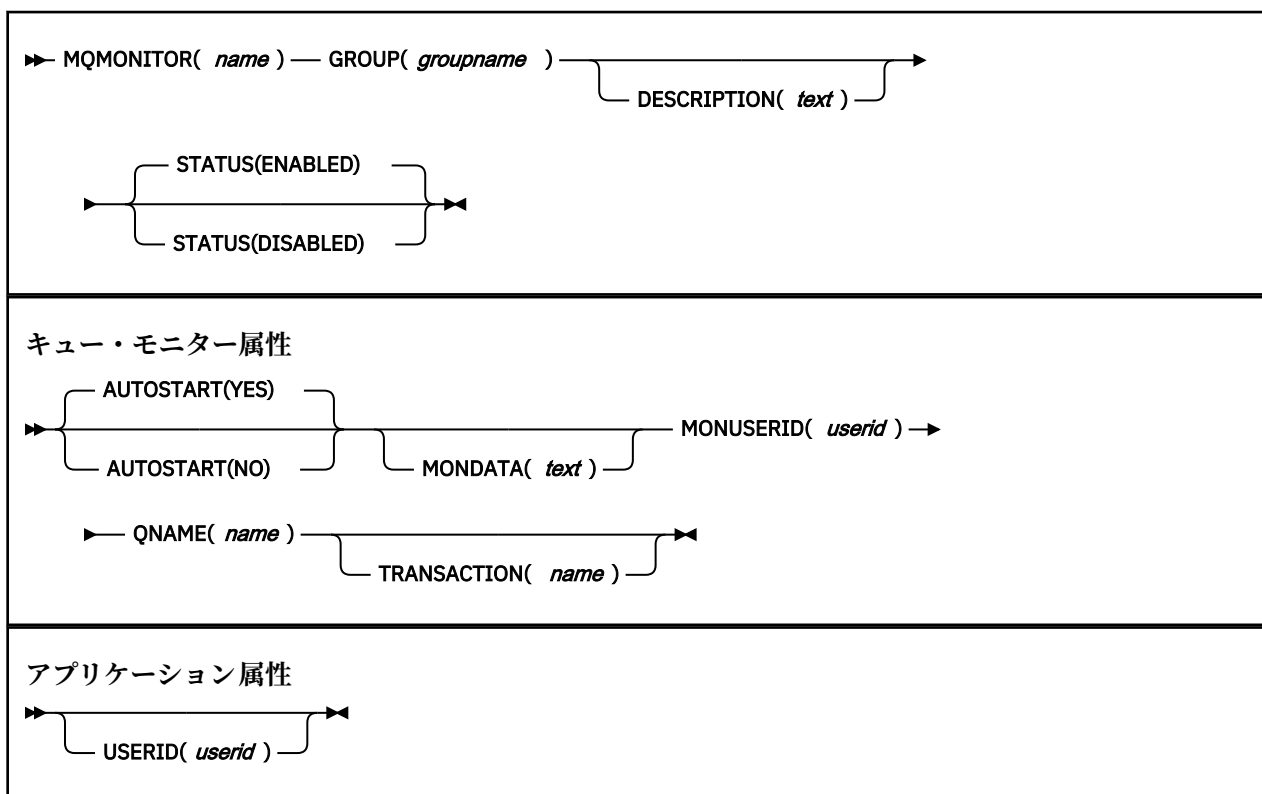 MQMONITOR( name ) GROUP( groupname )
DESCRIPTION( text )
STATUS(ENABLED)
STATUS(DISABLED)
キュー・モニター属性
AUTOSTART(YES)
MONUSERID( userid )
AUTOSTART(NO)
MONDATA( text )
QNAME( name )
TRANSACTION( name )
アプリケーション属性
USERID( userid )